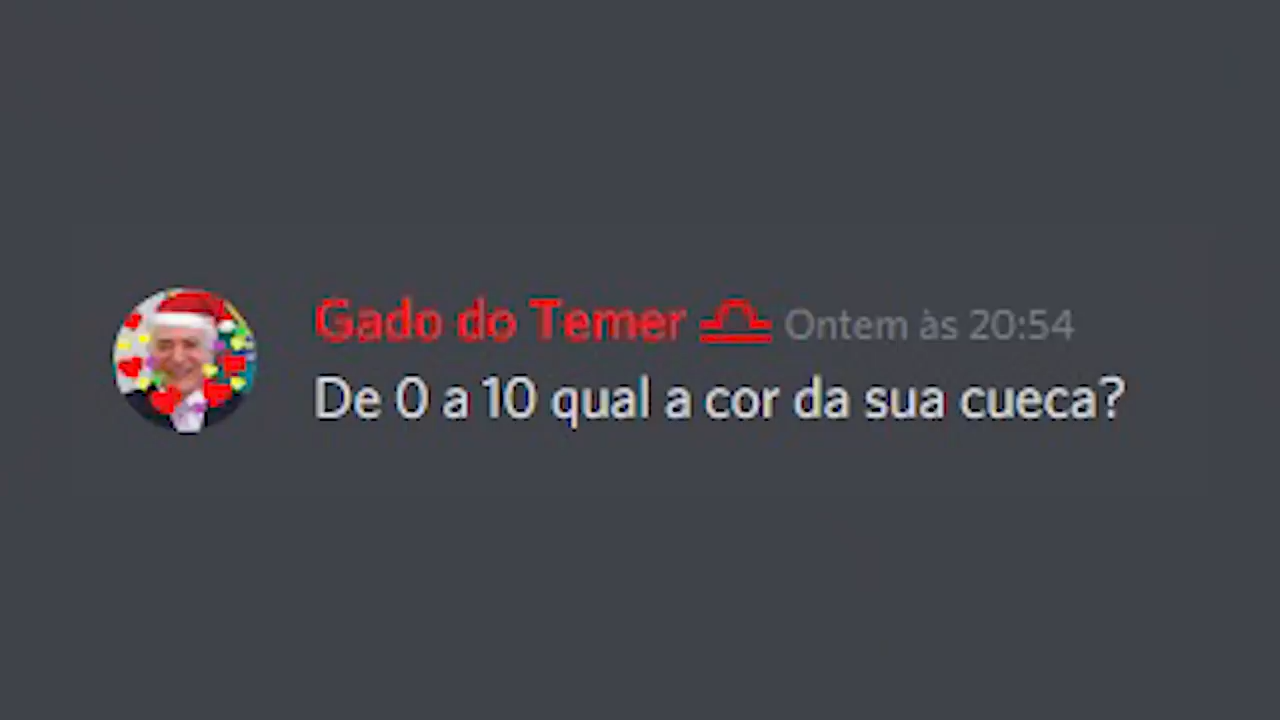 Gado do Temer ♎ Ontem às 20:54
De 0 a 10 qual a cor da sua cueca?